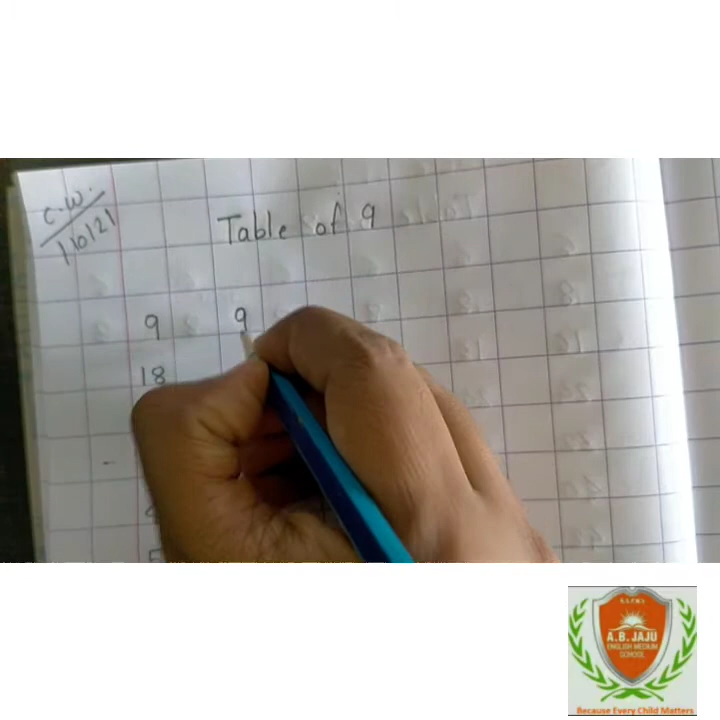 C.W.
1/10/21
Table of 9
9 9
18
A.B. JAJU
ENGLISH MEDIUM
SCHOOL
Because Every Child Matters